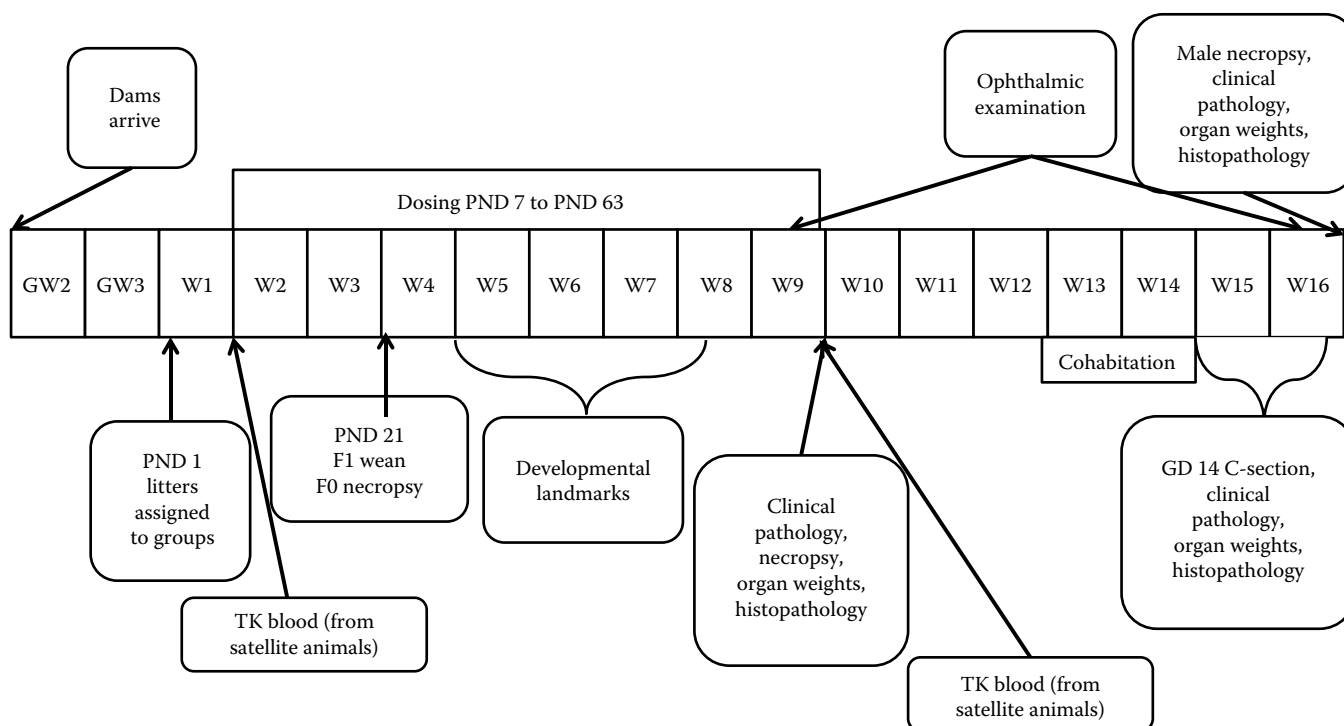 Dams
arrive
Ophthalmic
examination
Male necropsy,
clinical
pathology,
organ weights,
histopathology
Dosing PND 7 to PND 63
GW2 GW3 W1 W2 W3 W4 W5 W6 W7 W8 W9 W10 W11 W12 W13 W14 W15 W16
Cohabitation
PND 1
litters
assigned
to groups
PND 21
F1 wean
F0 necropsy
Developmental
landmarks
Clinical
pathology,
necropsy,
organ weights,
histopathology
GD 14 C-section,
clinical
pathology,
organ weights,
histopathology
TK blood (from
satellite animals)
TK blood (from
satellite animals)